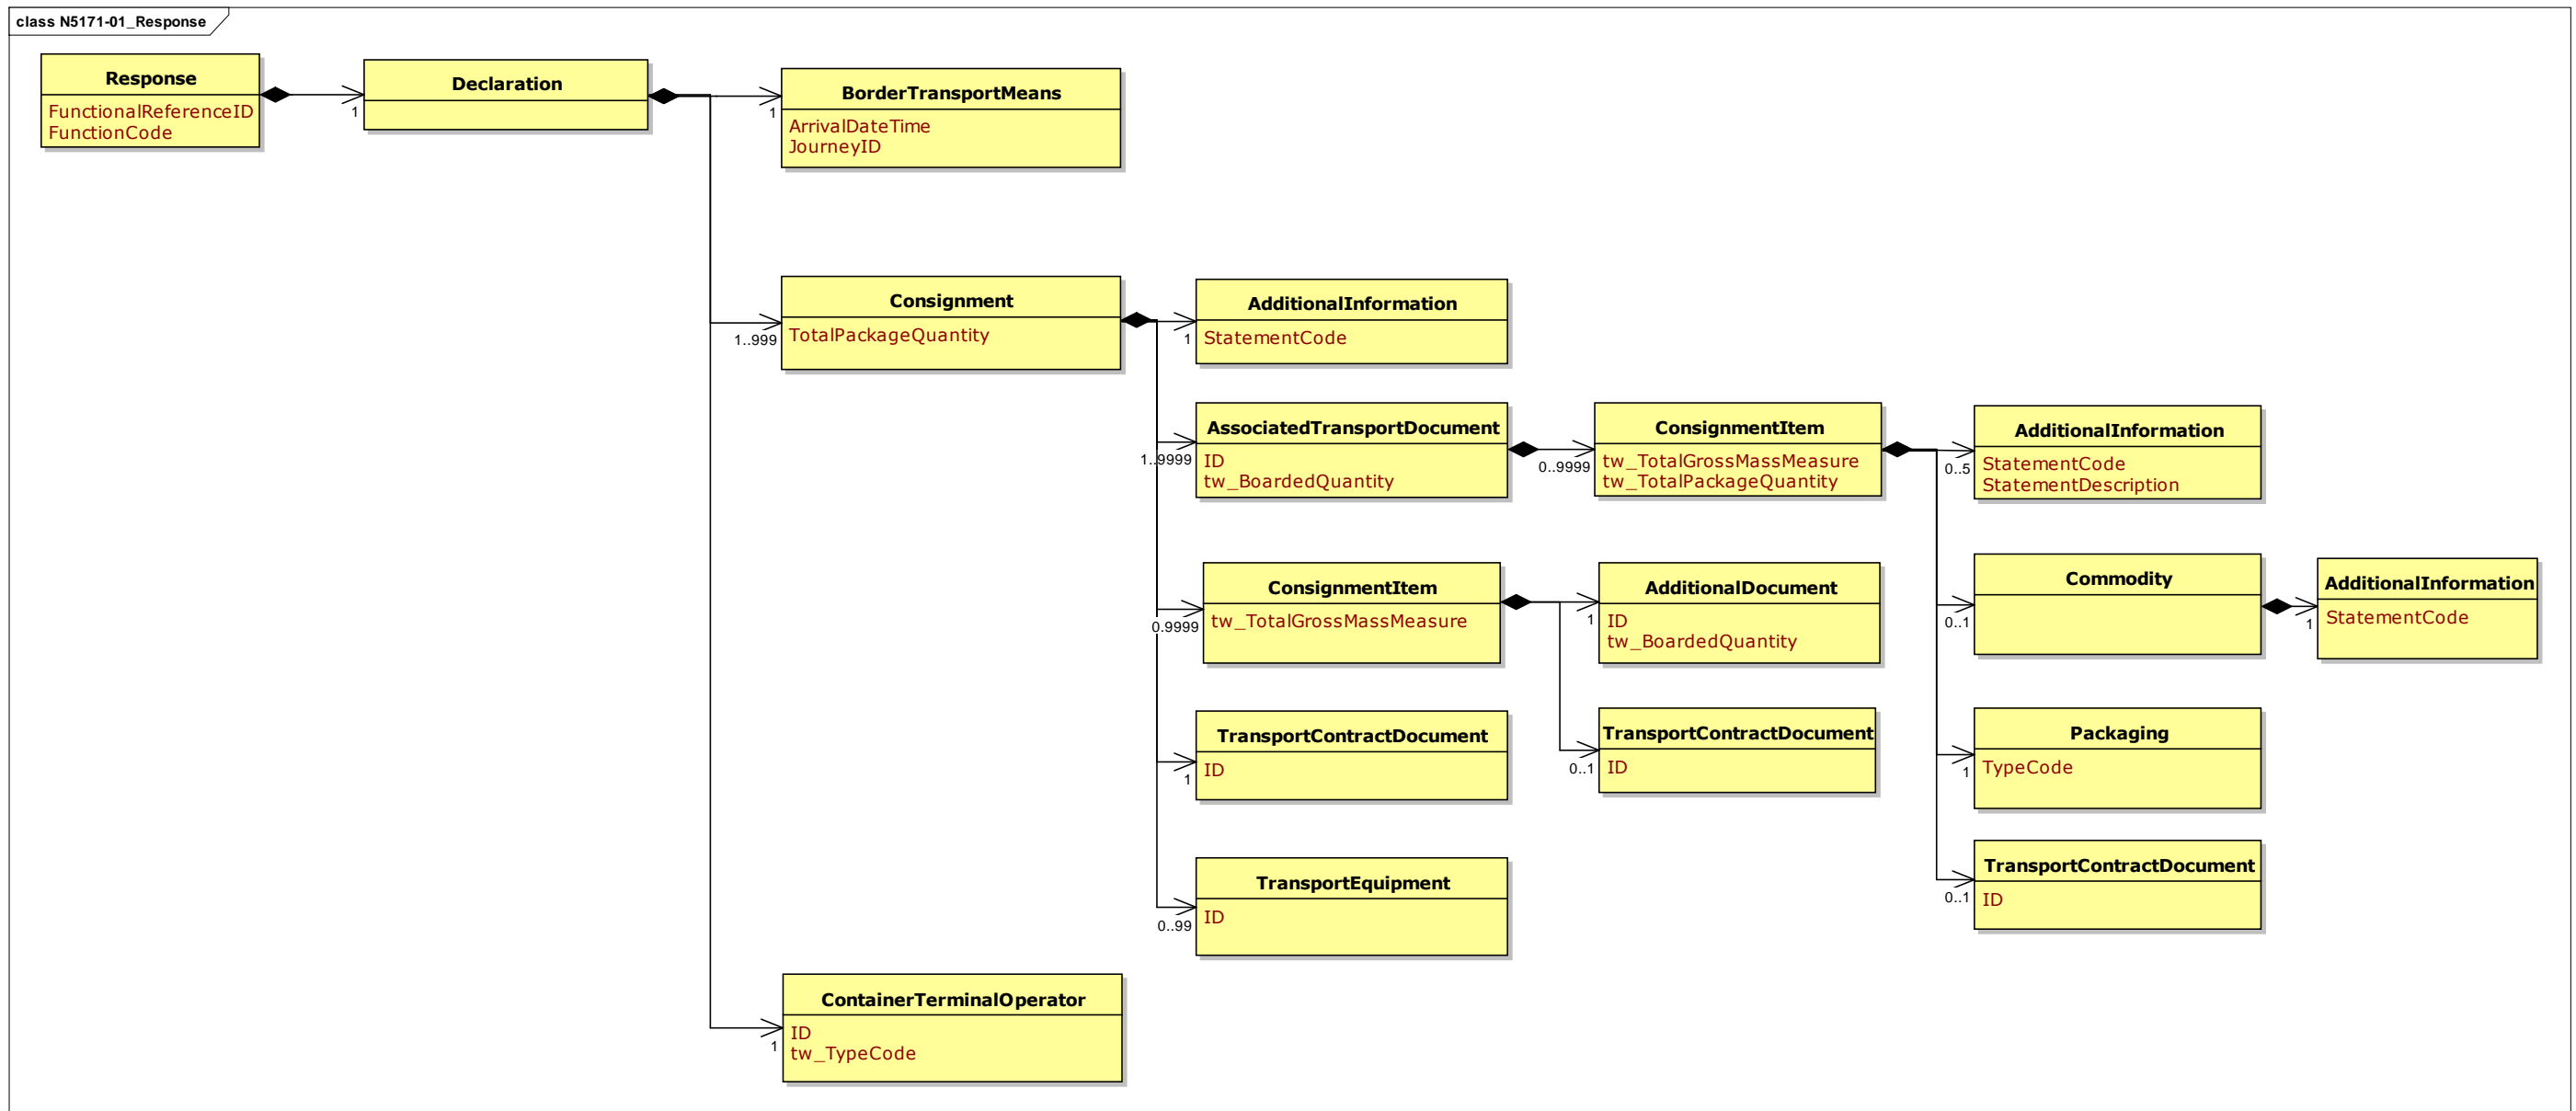 class N5171-01_Response
Response
FunctionalReferenceID
FunctionCode
1
Declaration
1
BorderTransportMeans
ArrivalDateTime
JourneyID
1..999
Consignment
TotalPackageQuantity
1
AdditionalInformation
StatementCode
1..9999
AssociatedTransportDocument
ID
tw_BoardedQuantity
0..9999
ConsignmentItem
tw_TotalGrossMassMeasure
tw_TotalPackageQuantity
0..5
AdditionalInformation
StatementCode
StatementDescription
0..1
Commodity
1
AdditionalInformation
StatementCode
1
Packaging
TypeCode
0..1
TransportContractDocument
ID
0.9999
ConsignmentItem
tw_TotalGrossMassMeasure
1
AdditionalDocument
ID
tw_BoardedQuantity
0..1
TransportContractDocument
ID
1
TransportContractDocument
ID
0..99
TransportEquipment
ID
1
ContainerTerminalOperator
ID
tw_TypeCode